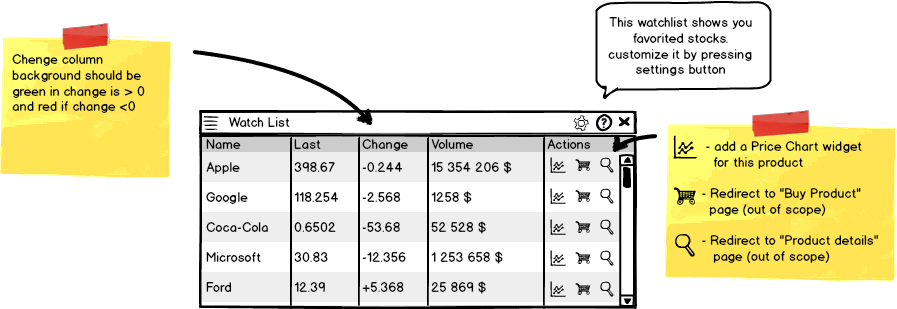 Chenge column
background should be
green in change is > 0
and red if change <0
This watchlist shows you
favorited stocks.
customize it by pressing
settings button
Watch List ?
Name Last Change Volume Actions
Apple 398.67 -0.244 15 354 206 $
Google 118.254 -2.568 1258 $
Coca-Cola 0.6502 -53.68 52 528 $
Microsoft 30.83 -12.356 1 253 658 $
Ford 12.39 +5.368 25 869 $
- add a Price Chart widget
for this product
- Redirect to "Buy Product"
page (out of scope)
- Redirect to "Product details"
page (out of scope)